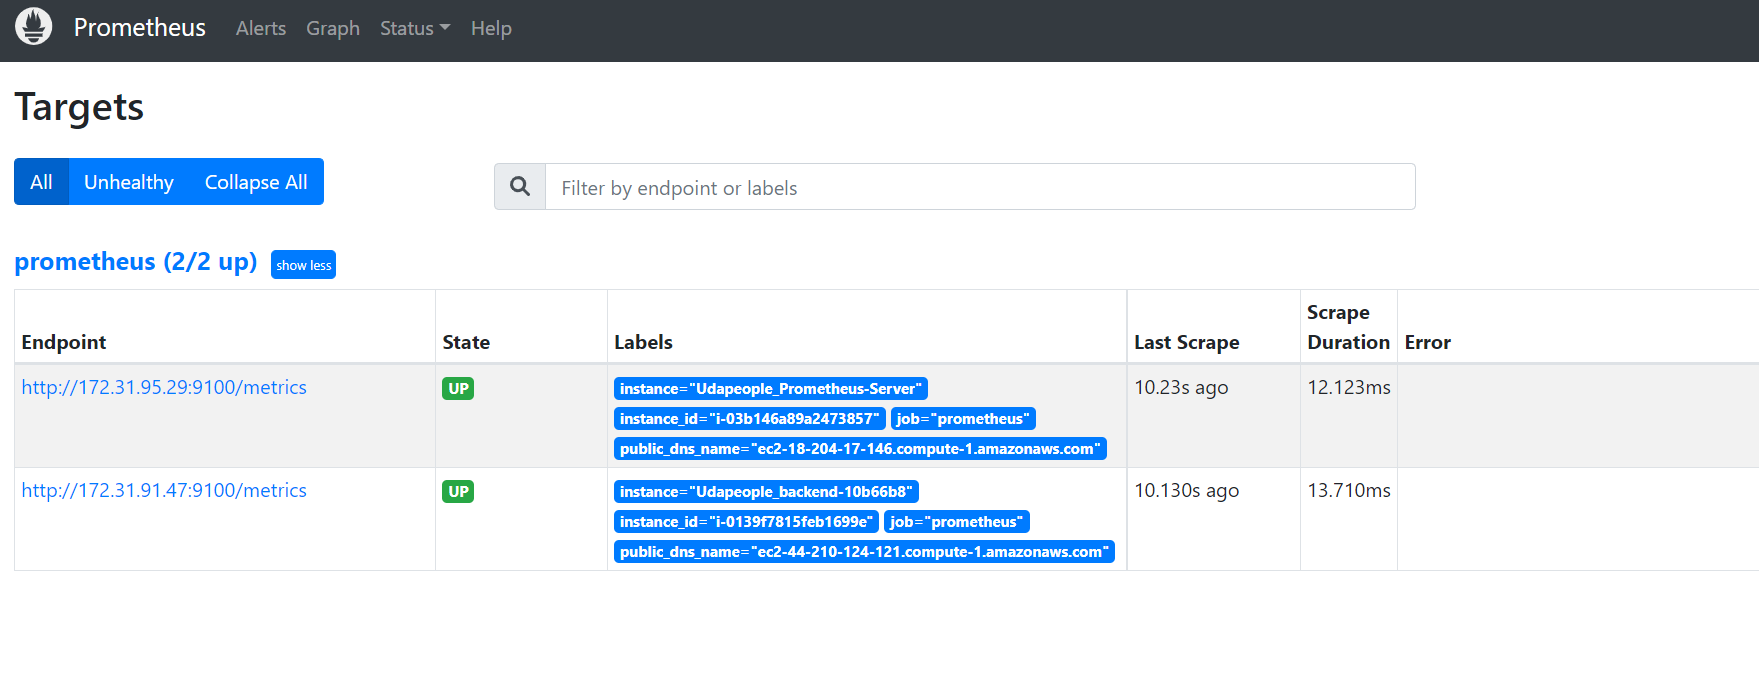 Prometheus Alerts Graph Status Help
Targets
All Unhealthy Collapse All
Filter by endpoint or labels
prometheus (2/2 up) show less
Endpoint State Labels Last Scrape Scrape Duration Error
http://172.31.95.29:9100/metrics UP instance="Udapeople_Prometheus-Server" 10.23s ago 12.123ms
instance_id="i-03b146a89a2473857" job="prometheus"
public_dns_name="ec2-18-204-17-146.compute-1.amazonaws.com"
http://172.31.91.47:9100/metrics UP instance="Udapeople_backend-10b66b8" 10.130s ago 13.710ms
instance_id="i-0139f7815feb1699e" job="prometheus"
public_dns_name="ec2-44-210-124-121.compute-1.amazonaws.com"